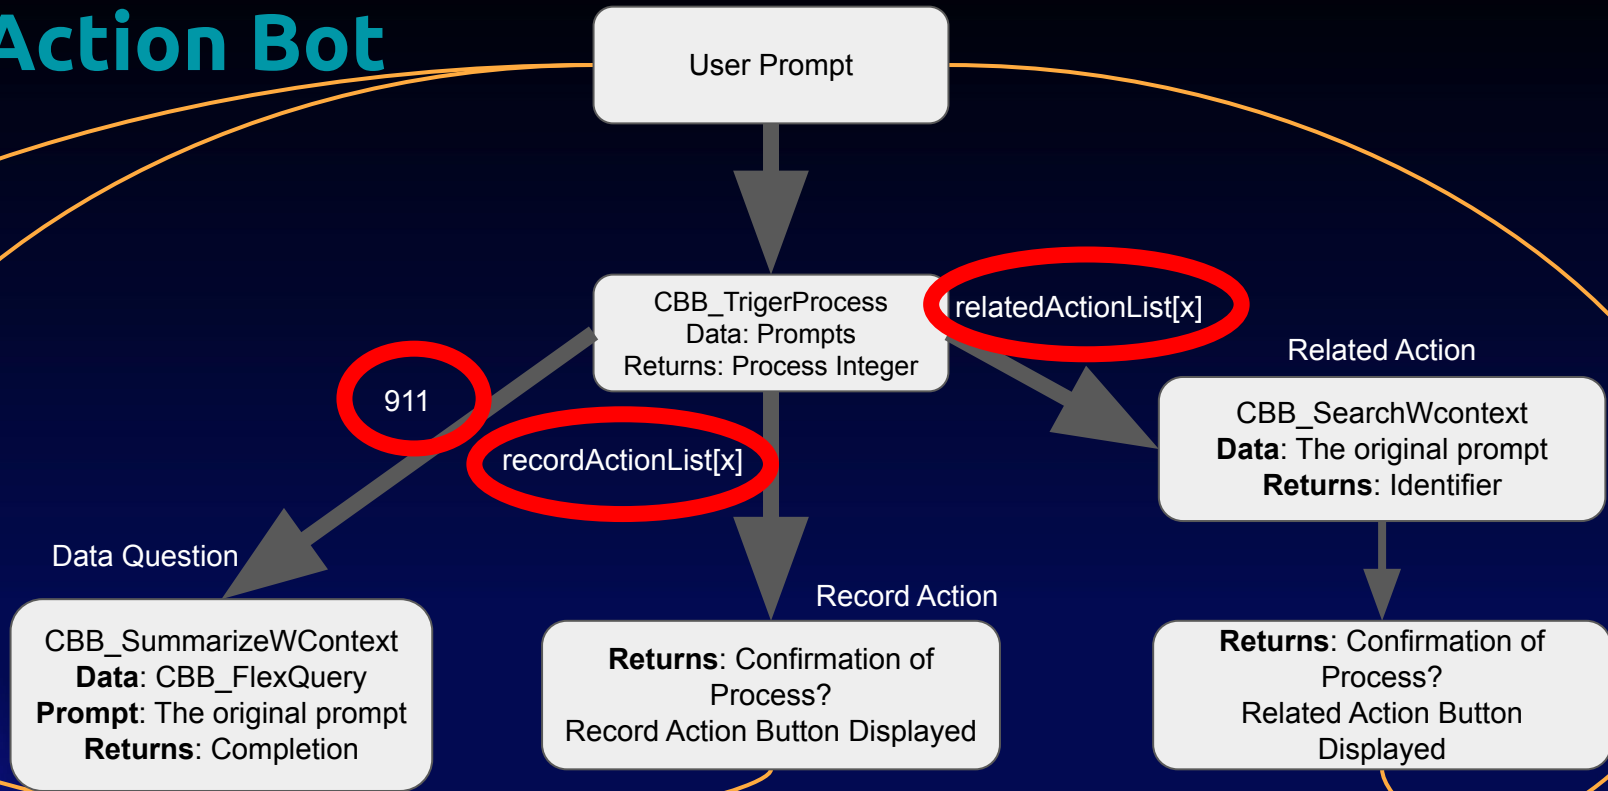 Action Bot
User Prompt
CBB_TrigerProcess
Data: Prompts
Returns: Process Integer
relatedActionList[x]
911
recordActionList[x]
Related Action
CBB_SearchWcontext
Data: The original prompt
Returns: Identifier
Data Question
CBB_SummarizeWContext
Data: CBB_FlexQuery
Prompt: The original prompt
Returns: Completion
Record Action
Returns: Confirmation of
Process?
Record Action Button Displayed
Returns: Confirmation of
Process?
Related Action Button
Displayed